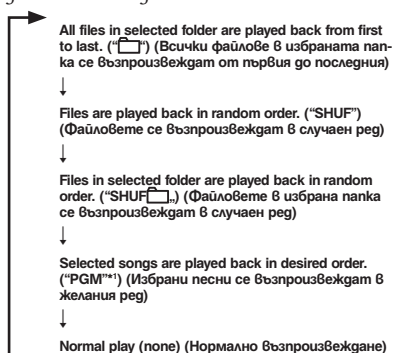 All files in selected folder are played back from first
to last. (“ ”) (Всички файлове в избраната пап-
ка се възпроизвеждат от първия до последния)
↓
Files are played back in random order. (“SHUF”)
(Файловете се възпроизвеждат в случаен ред)
↓
Files in selected folder are played back in random
order. (“SHUF „) (Файловете в избрана папка
се възпроизвеждат в случаен ред)
↓
Selected songs are played back in desired order.
(“PGM”*¹) (Избрани песни се възпроизвеждат в
желания ред)
↓
Normal play (none) (Нормално възпроизвеждане)